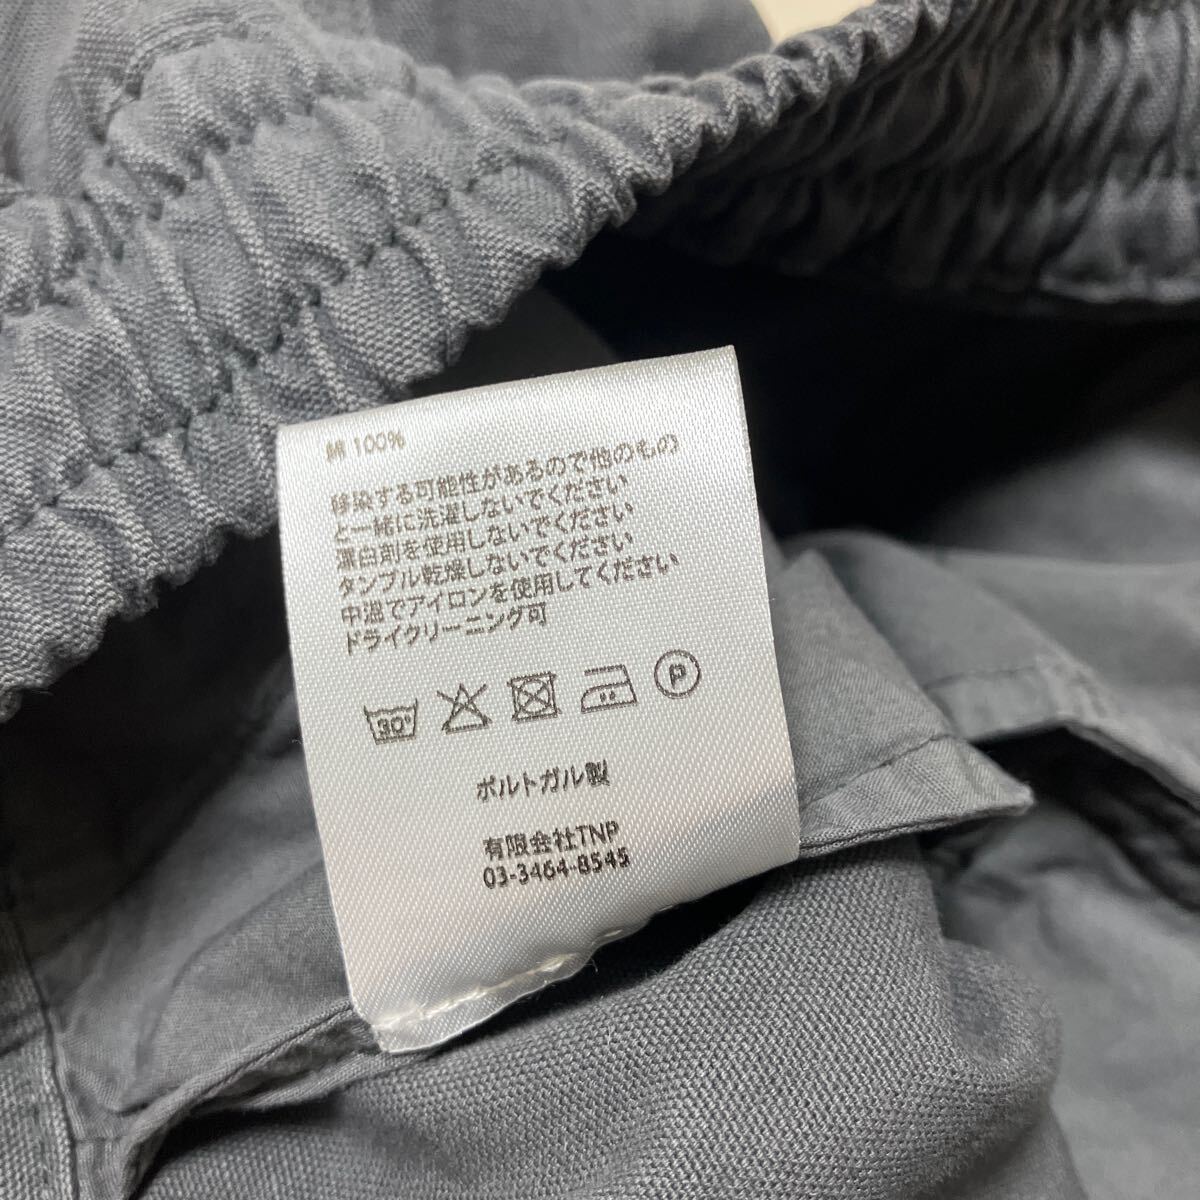 綿 100%
移染する可能性があるので他のもの
と一緒に洗濯しないでください
漂白剤を使用しないでください
タンブル乾燥しないでください
中温でアイロンを使用してください
ドライクリーニング可
30° P
ポルトガル製
有限会社TNP
03-3464-8545